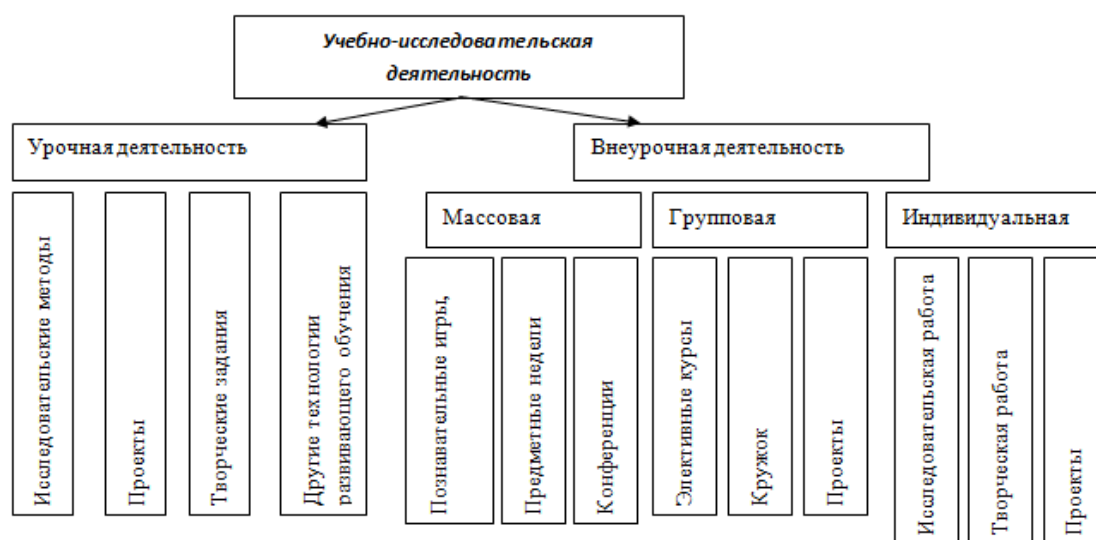 Учебно-исследовательская
деятельность
Урочная деятельность
Внеурочная деятельность
Массовая
Групповая
Индивидуальная
Исследовательские методы
Проекты
Творческие задания
Другие технологии
развивающего обучения
Познавательные игры,
Предметные недели
Конференции
Элективные курсы
Кружок
Проекты
Исследовательская работа
Творческая работа
Проекты